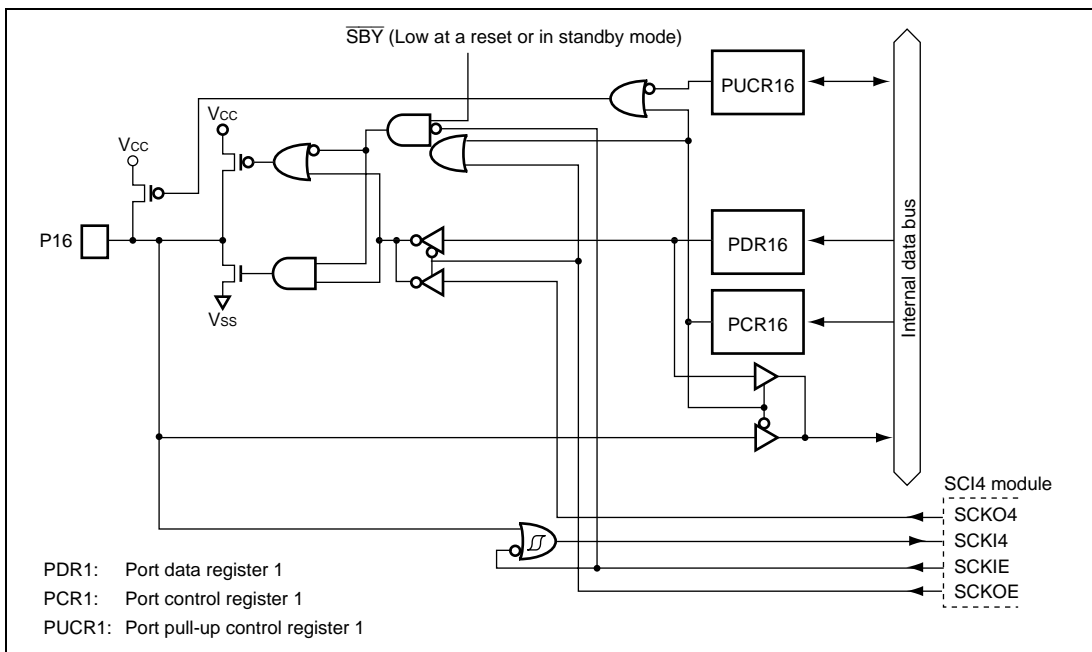 SBY (Low at a reset or in standby mode)
PUCR16
VCC
VCC
P16
PDR16
PCR16
VSS
Internal data bus
SCI4 module
SCKO4
SCKI4
SCKIE
SCKOE
PDR1: Port data register 1
PCR1: Port control register 1
PUCR1: Port pull-up control register 1